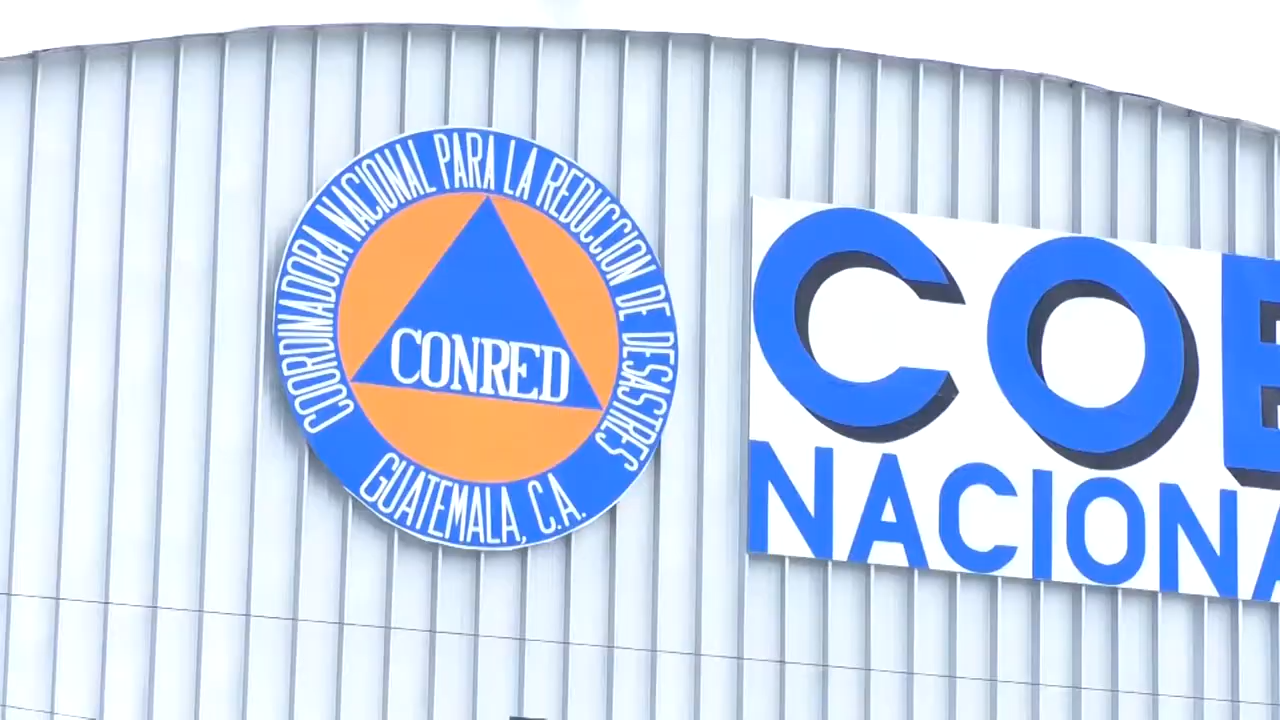 COORDINADORA NACIONAL PARA LA REDUCCION DE DESASTRES
CONRED
GUATEMALA, C.A.
COE
NACIONA